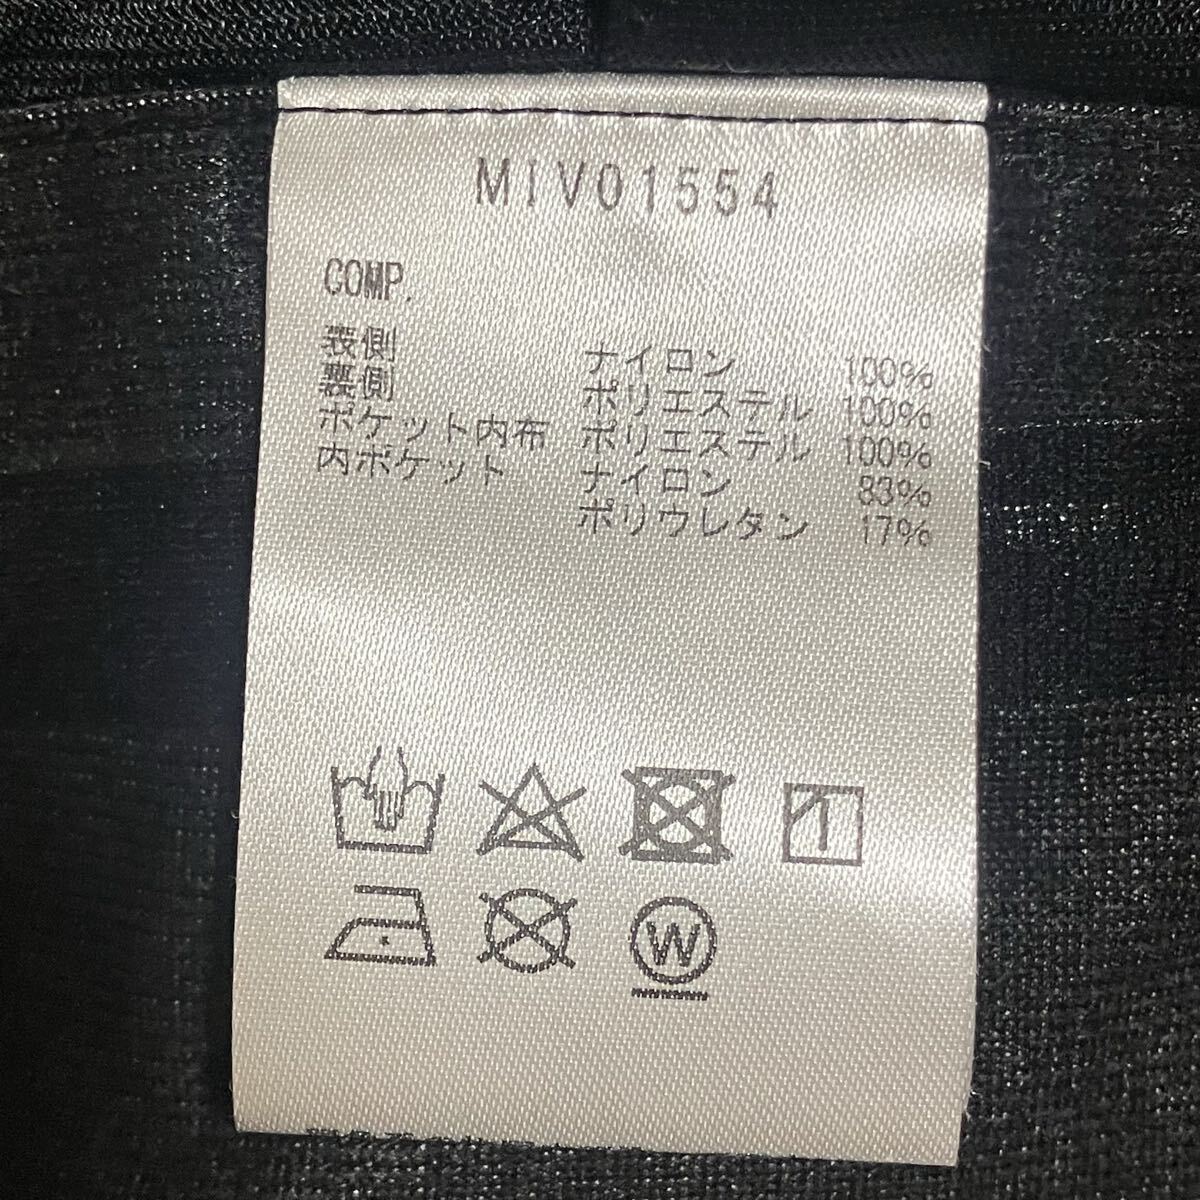 MIV01554
COMP.
表側 ナイロン 100%
裏側 ポリエステル 100%
ポケット内布 ポリエステル 100%
内ポケット ナイロン 83%
ポリウレタン 17%
W